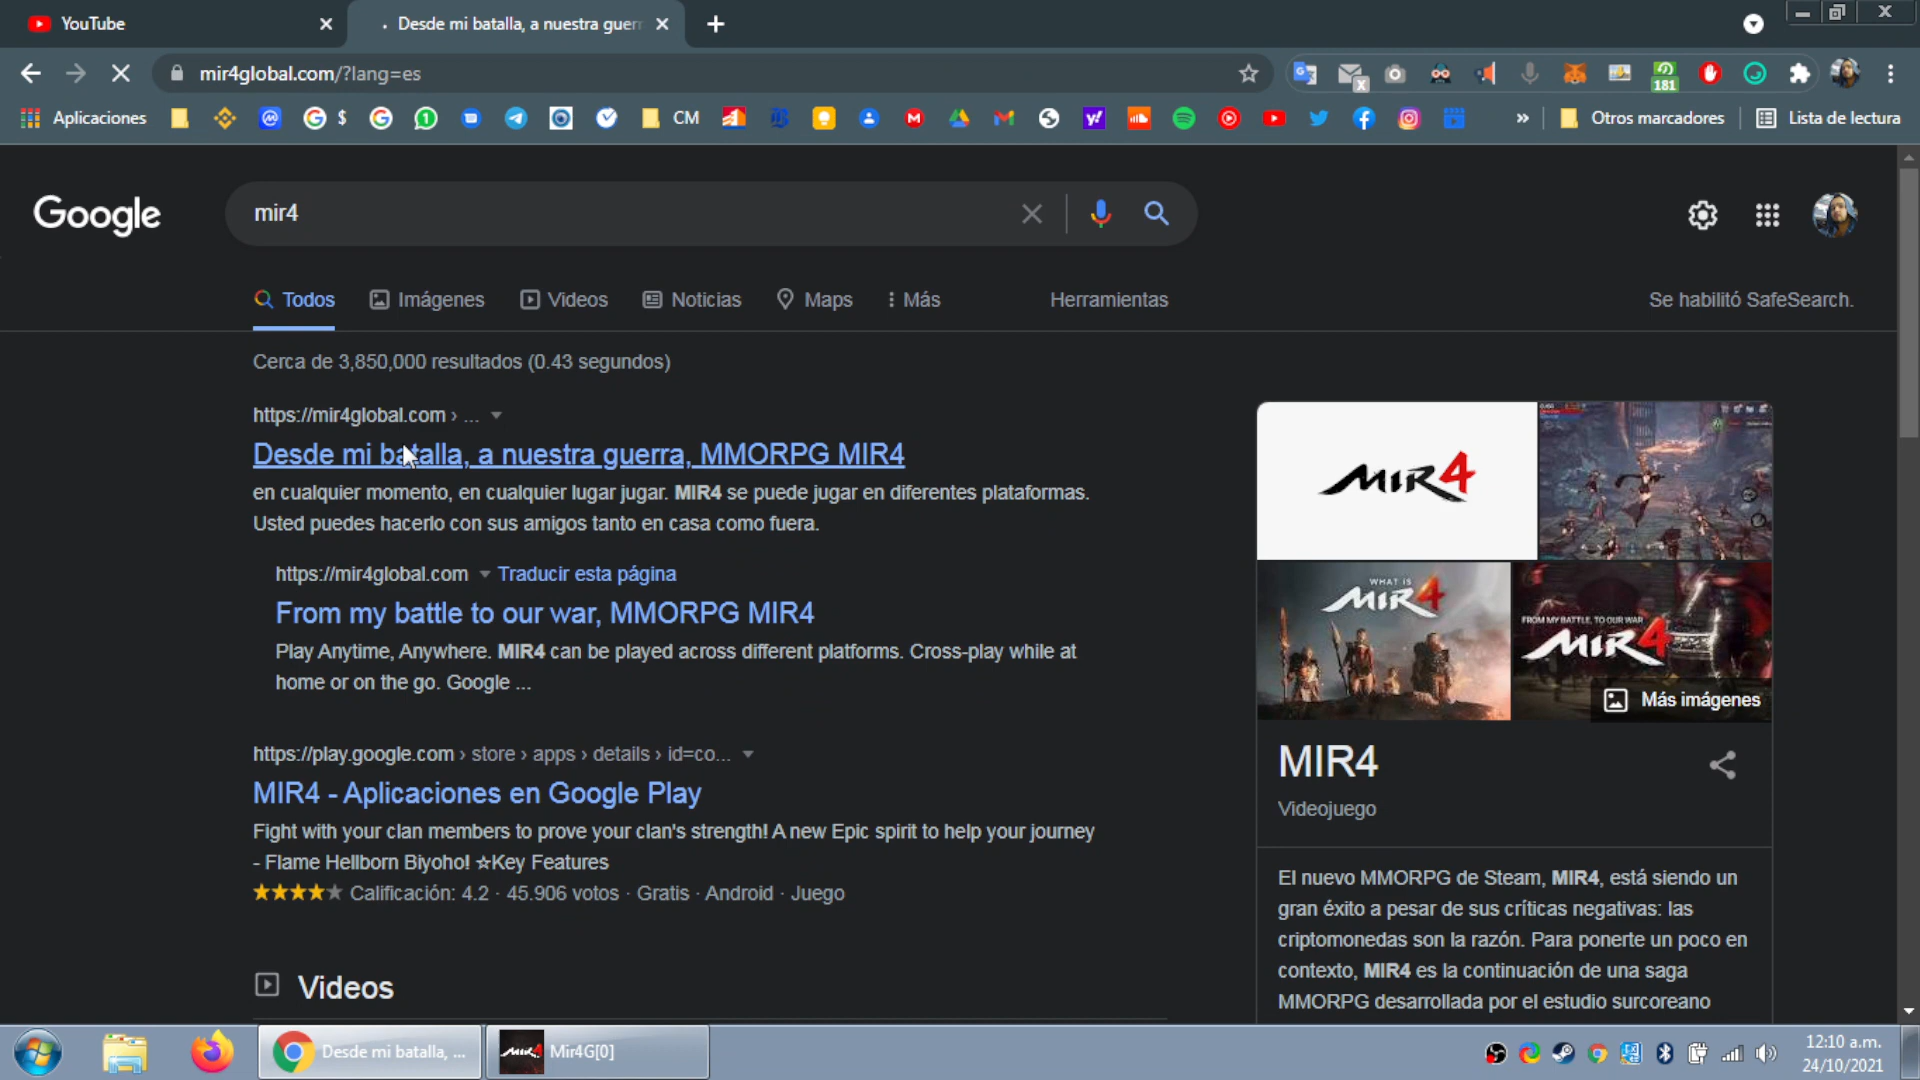 YouTube
Desde mi batalla, a nuestra guerr
mir4global.com/?lang=es
181
Aplicaciones
$
CM
Otros marcadores
Lista de lectura
Google
mir4
Todos
Imágenes
Videos
Noticias
Maps
Más
Herramientas
Se habilitó SafeSearch.
Cerca de 3,850,000 resultados (0.43 segundos)
https://mir4global.com › ...
Desde mi batalla, a nuestra guerra, MMORPG MIR4
en cualquier momento, en cualquier lugar jugar. MIR4 se puede jugar en diferentes plataformas.
Usted puedes hacerlo con sus amigos tanto en casa como fuera.
https://mir4global.com Traducir esta página
From my battle to our war, MMORPG MIR4
Play Anytime, Anywhere. MIR4 can be played across different platforms. Cross-play while at
home or on the go. Google ...
https://play.google.com › store › apps › details › id=co...
MIR4 - Aplicaciones en Google Play
Fight with your clan members to prove your clan's strength! A new Epic spirit to help your journey
- Flame Hellborn Biyoho! ☆Key Features
Calificación: 4.2 · 45.906 votos · Gratis · Android · Juego
Videos
MIR4
WHAT IS
MIR4
FROM MY BATTLE, TO OUR WAR
MIR4
Más imágenes
MIR4
Videojuego
El nuevo MMORPG de Steam, MIR4, está siendo un
gran éxito a pesar de sus críticas negativas: las
criptomonedas son la razón. Para ponerte un poco en
contexto, MIR4 es la continuación de una saga
MMORPG desarrollada por el estudio surcoreano
Desde mi batalla, ...
Mir4G[0]
12:10 a.m.
24/10/2021